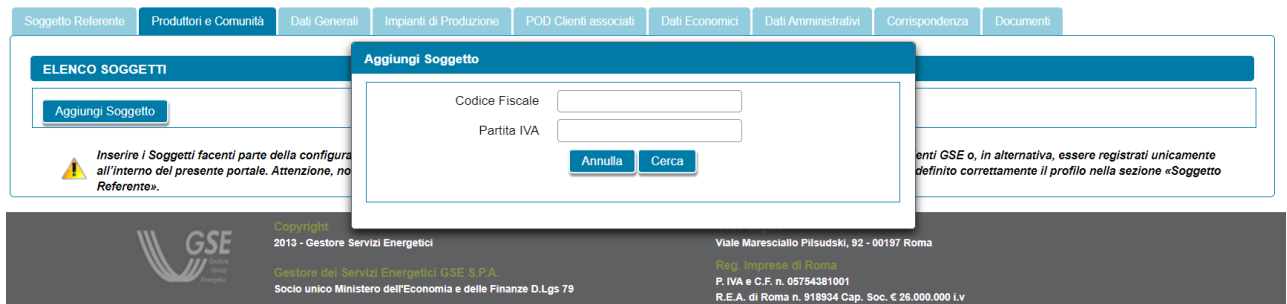 Soggetto Referente Produttori e Comunità Dati Generali Impianti di Produzione POD Clienti associati Dati Economici Dati Amministrativi Corrispondenza Documenti
ELENCO SOGGETTI
Aggiungi Soggetto
Aggiungi Soggetto
Codice Fiscale
Partita IVA
Annulla Cerca
Inserire i Soggetti facenti parte della configura enti GSE o, in alternativa, essere registrati unicamente
all'interno del presente portale. Attenzione, no definito correttamente il profilo nella sezione «Soggetto
Referente».
GSE
Gestore
Servizi
Energetici
Copyright
2013 - Gestore Servizi Energetici
Gestore dei Servizi Energetici GSE S.P.A.
Socio unico Ministero dell'Economia e delle Finanze D.Lgs 79
Viale Maresciallo Pilsudski, 92 - 00197 Roma
Reg. Imprese di Roma
P. IVA e C.F. n. 05754381001
R.E.A. di Roma n. 918934 Cap. Soc. € 26.000.000 i.v